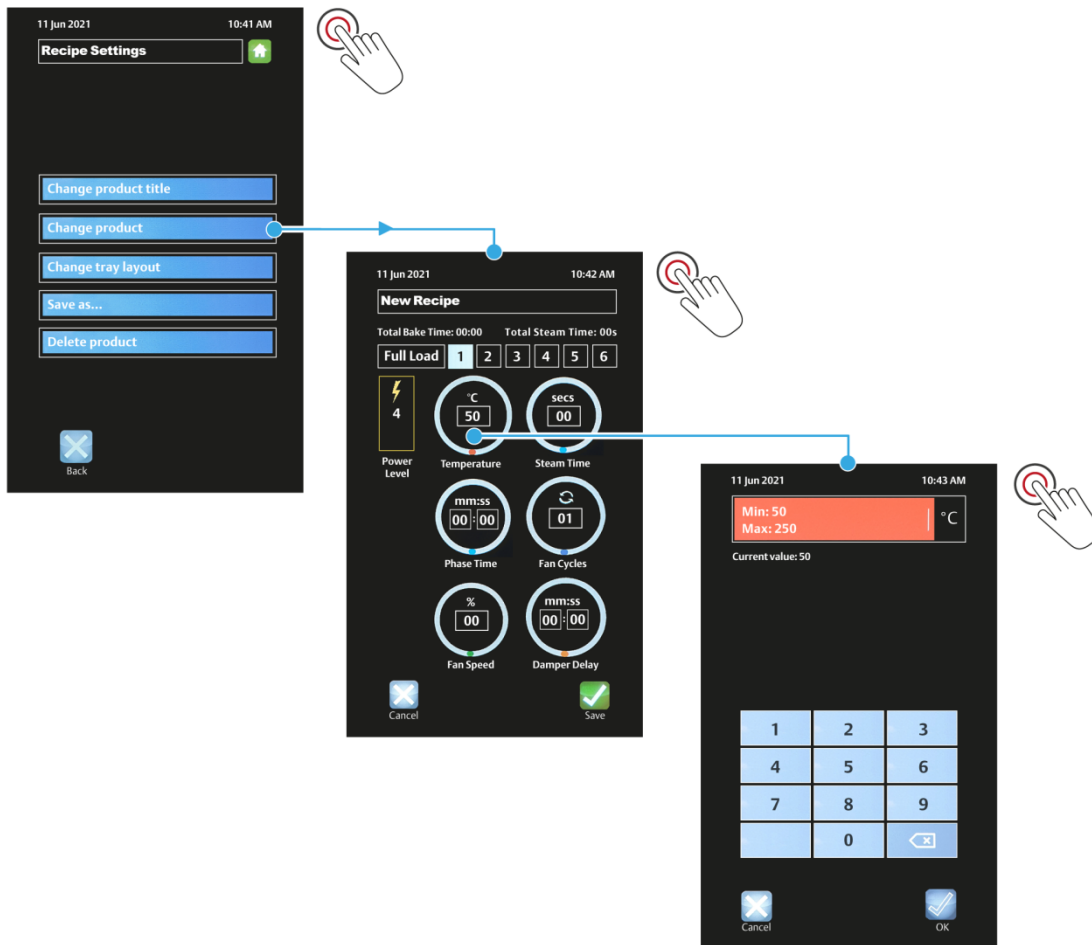 11 Jun 2021 10:41 AM
Recipe Settings
Change product title
Change product
Change tray layout
Save as...
Delete product
Back
11 Jun 2021 10:42 AM
New Recipe
Total Bake Time: 00:00 Total Steam Time: 00s
Full Load 1 2 3 4 5 6
4
Power
Level
°C
50
Temperature
secs
00
Steam Time
mm:ss
00:00
Phase Time
01
Fan Cycles
%
00
Fan Speed
mm:ss
00:00
Damper Delay
Cancel Save
11 Jun 2021 10:43 AM
Min: 50
Max: 250
°C
Current value: 50
1 2 3
4 5 6
7 8 9
0
Cancel OK